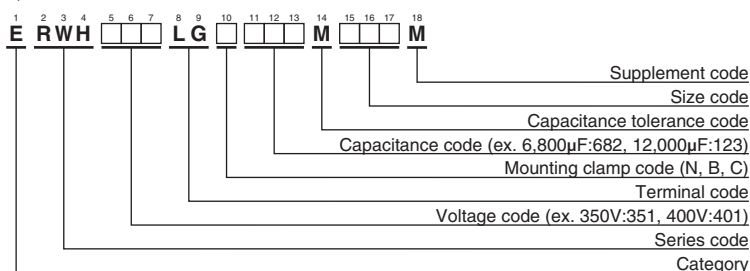 1 2 3 4 5 6 7 8 9 10 11 12 13 14 15 16 17 18
E RWH □□□ LG □ □□□ M □□□ M
Supplement code
Size code
Capacitance tolerance code
Capacitance code (ex. 6,800µF:682, 12,000µF:123)
Mounting clamp code (N, B, C)
Terminal code
Voltage code (ex. 350V:351, 400V:401)
Series code
Category